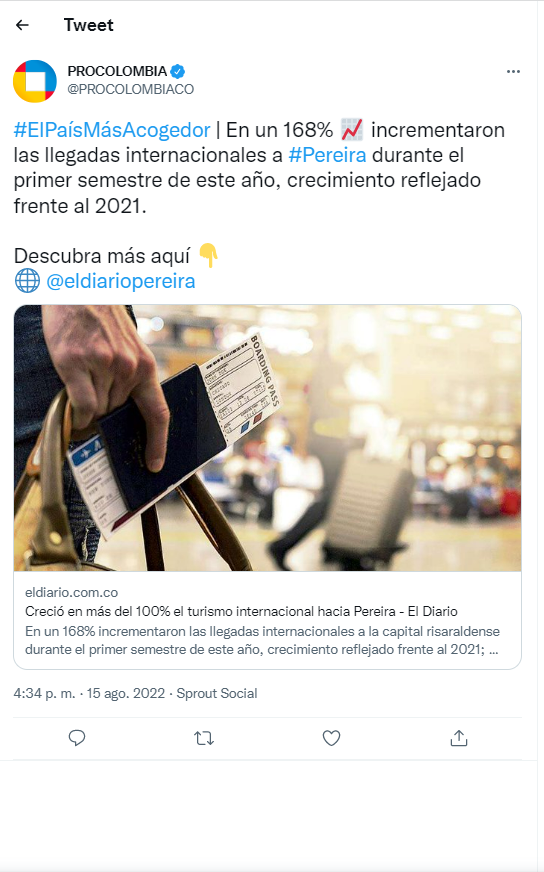 Tweet
PROCOLOMBIA
@PROCOLOMBIACO
#ElPaísMásAcogedor | En un 168% 📈 incrementaron
las llegadas internacionales a #Pereira durante el
primer semestre de este año, crecimiento reflejado
frente al 2021.
Descubra más aquí 👇
🌐 @eldiariopereira
BOARDING PASS
eldiario.com.co
Creció en más del 100% el turismo internacional hacia Pereira - El Diario
En un 168% incrementaron las llegadas internacionales a la capital risaraldense
durante el primer semestre de este año, crecimiento reflejado frente al 2021; ...
4:34 p. m. · 15 ago. 2022 · Sprout Social